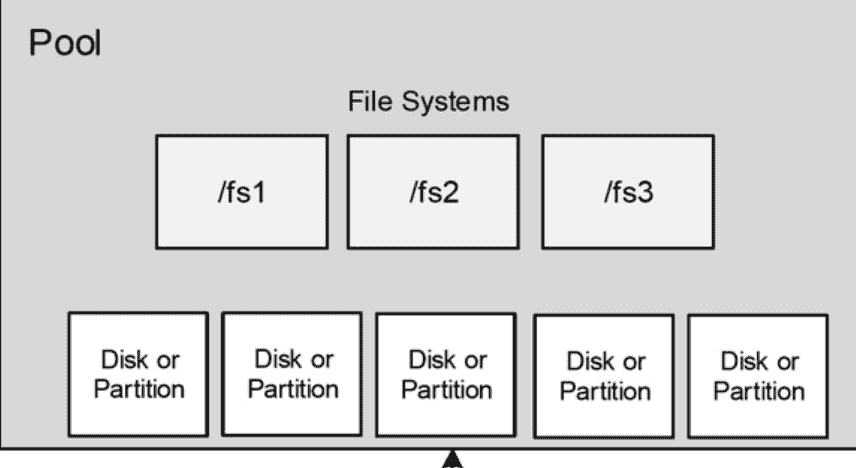 Pool
File Systems
/fs1
/fs2
/fs3
Disk or
Partition
Disk or
Partition
Disk or
Partition
Disk or
Partition
Disk or
Partition